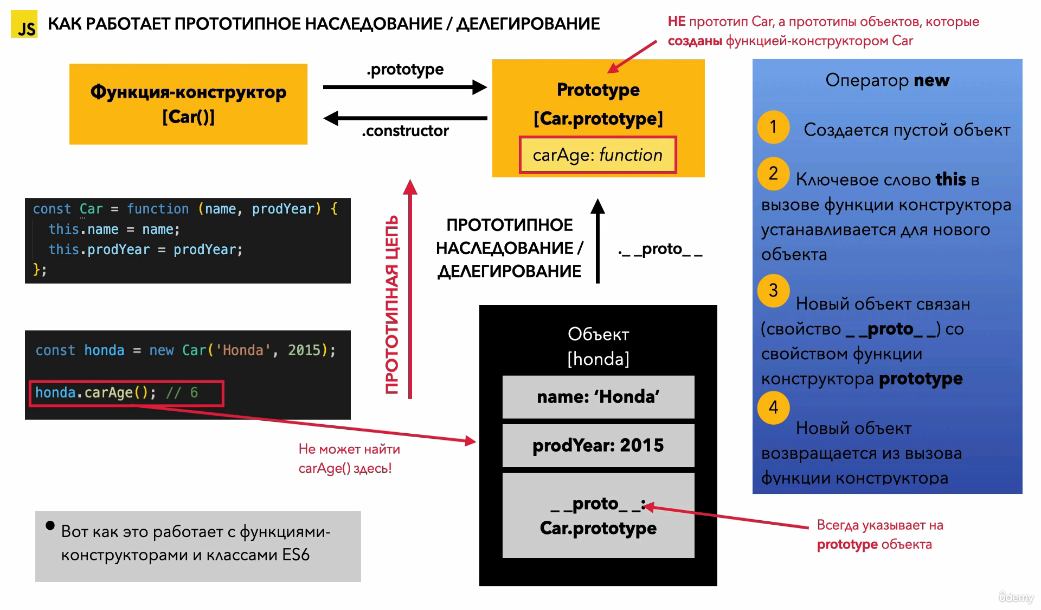 JS
КАК РАБОТАЕТ ПРОТОТИПНОЕ НАСЛЕДОВАНИЕ / ДЕЛЕГИРОВАНИЕ
НЕ прототип Car, а прототипы объектов, которые
созданы функцией-конструктором Car
Функция-конструктор
[Car()]
.prototype
.constructor
Prototype
[Car.prototype]
carAge: function
Оператор new
1
Создается пустой объект
2
Ключевое слово this в
вызове функции конструктора
устанавливается для нового
объекта
3
Новый объект связан
(свойство _ _proto_ _) со
свойством функции
конструктора prototype
4
Новый объект
возвращается из вызова
функции конструктора
const Car = function (name, prodYear) {
this.name = name;
this.prodYear = prodYear;
};
ПРОТОТИПНАЯ ЦЕПЬ
ПРОТОТИПНОЕ
НАСЛЕДОВАНИЕ /
ДЕЛЕГИРОВАНИЕ
._ _proto_ _
const honda = new Car('Honda', 2015);
honda.carAge(); // 6
Не может найти
carAge() здесь!
Объект
[honda]
name: ‘Honda’
prodYear: 2015
_ _proto_ _:
Car.prototype
Всегда указывает на
prototype объекта
• Вот как это работает с функциями-
конструкторами и классами ES6
ûdemy